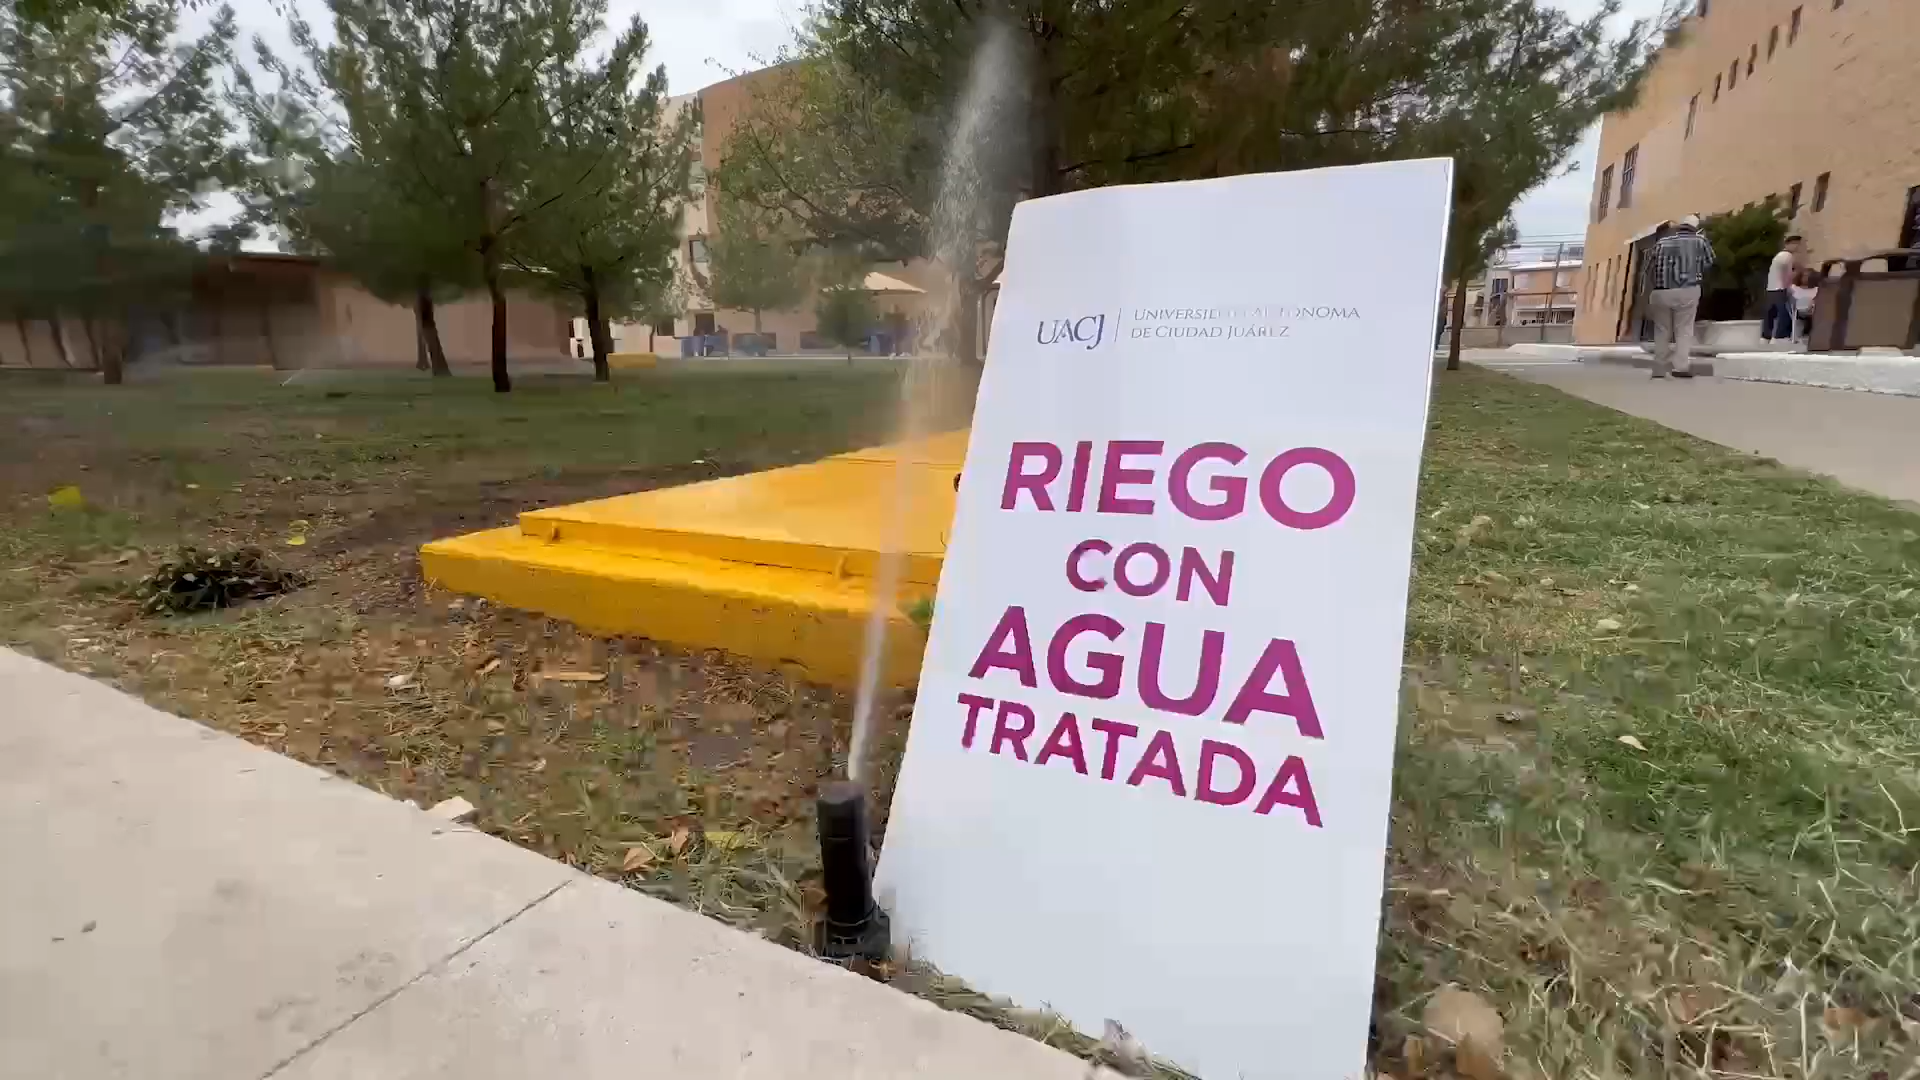 UACJ
UNIVERSIDAD AUTÓNOMA
DE CIUDAD JUÁREZ
RIEGO
CON
AGUA
TRATADA